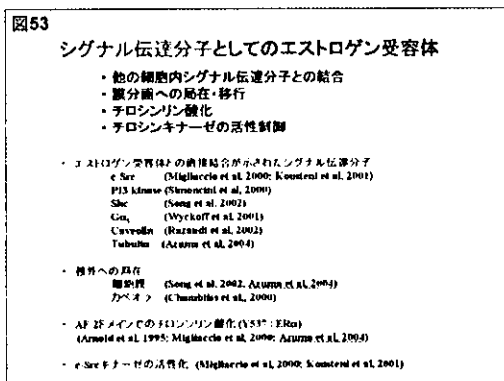 図53
シグナル伝達分子としてのエストロゲン受容体
・他の細胞内シグナル伝達分子との結合
・膜分画への局在・移行
・チロシンリン酸化
・チロシンキナーゼの活性制御
・エストロゲン受容体との直接結合が示されたシグナル伝達分子
c-Src (Migliaccio et al, 2000; Kousteni et al, 2001)
PI3 kinase (Simoncini et al, 2000)
Shc (Song et al, 2002)
(Wyckoff et al, 2001)
Caveolin (Razandi et al, 2002)
Tubulin (Azuma et al, 2004)
・核外への局在
細胞膜 (Song et al, 2002, Azuma et al, 2004)
カベオラ (Chambliss et al, 2000)
・AF-2ドメインでのチロシンリン酸化 (Y537 : ERα)
(Arnold et al, 1995; Migliaccio et al, 2000; Azuma et al, 2004)
・c-Srcキナーゼの活性化 (Migliaccio et al, 2000; Kousteni et al, 2001)